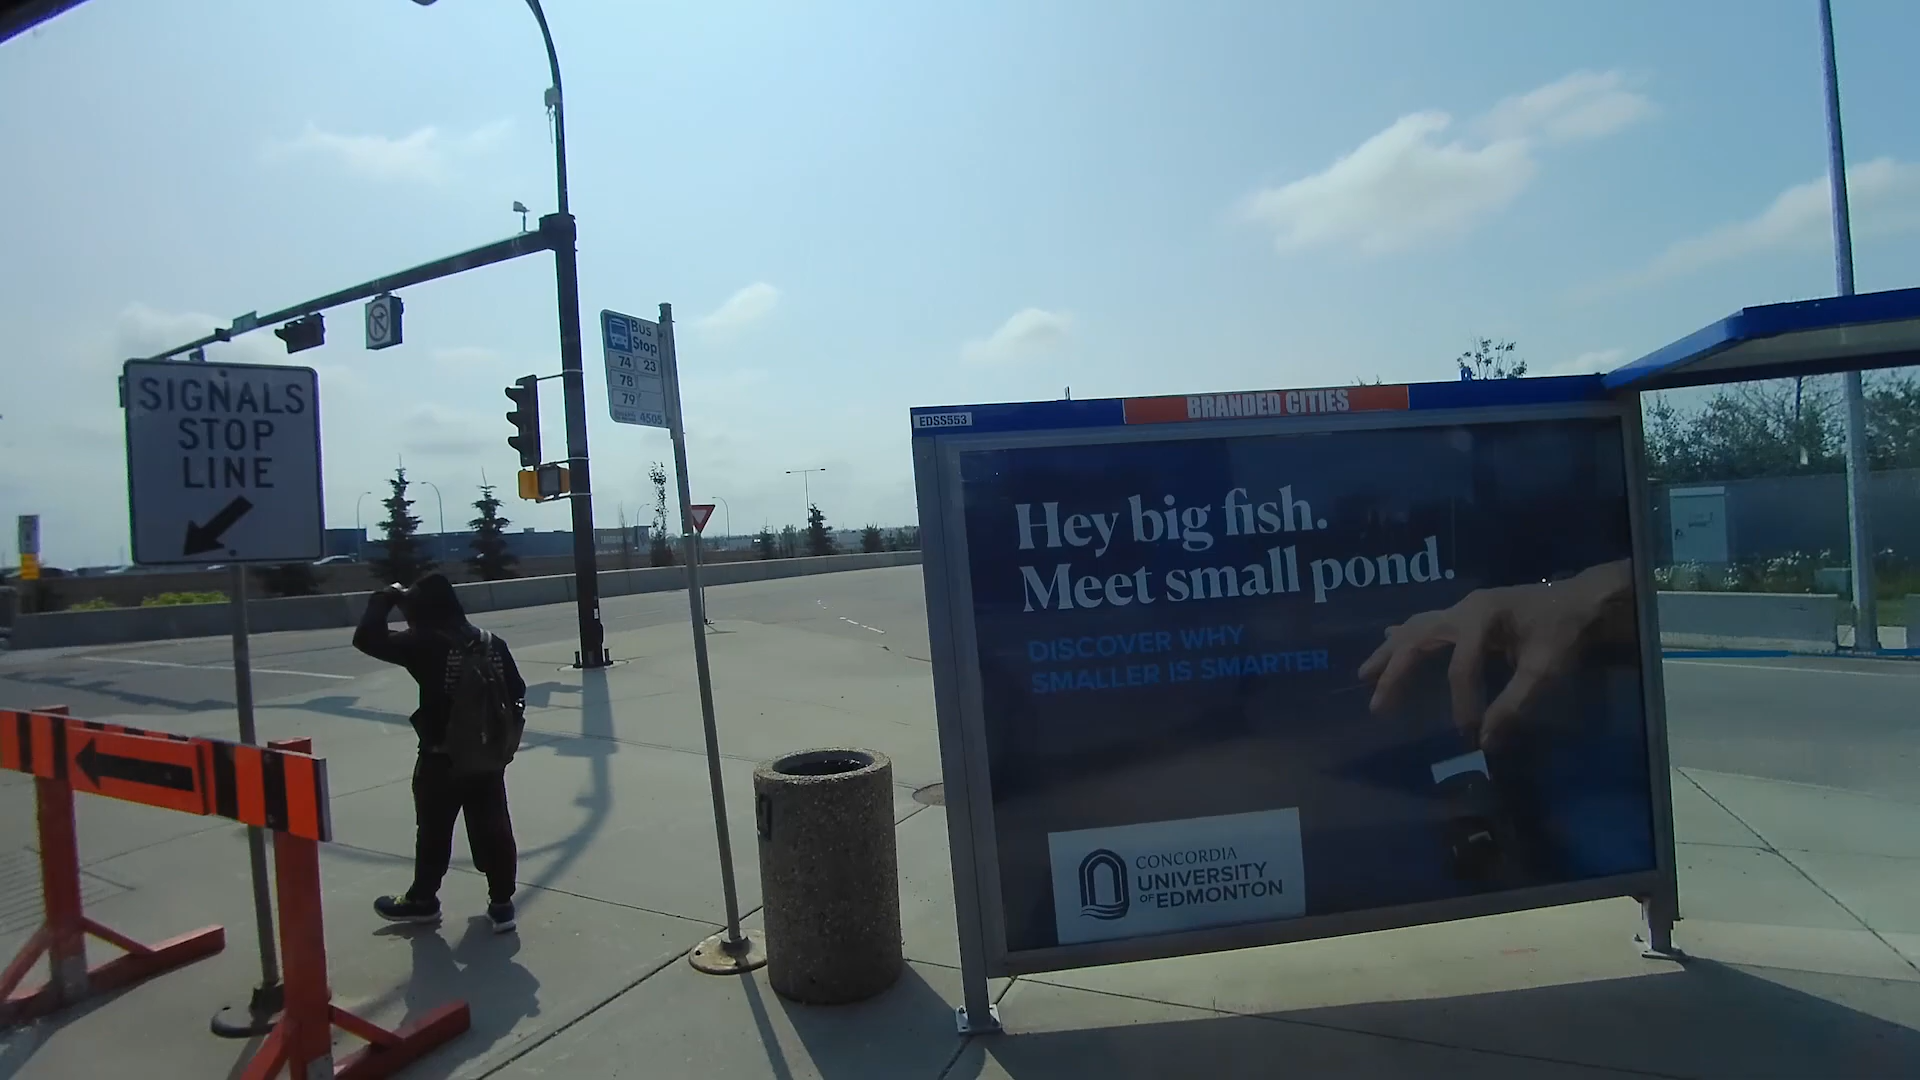 SIGNALS
STOP
LINE
Bus
Stop
74 23
78
79
4505
EDSS553
BRANDED CITIES
Hey big fish.
Meet small pond.
DISCOVER WHY
SMALLER IS SMARTER
CONCORDIA
UNIVERSITY
OF EDMONTON